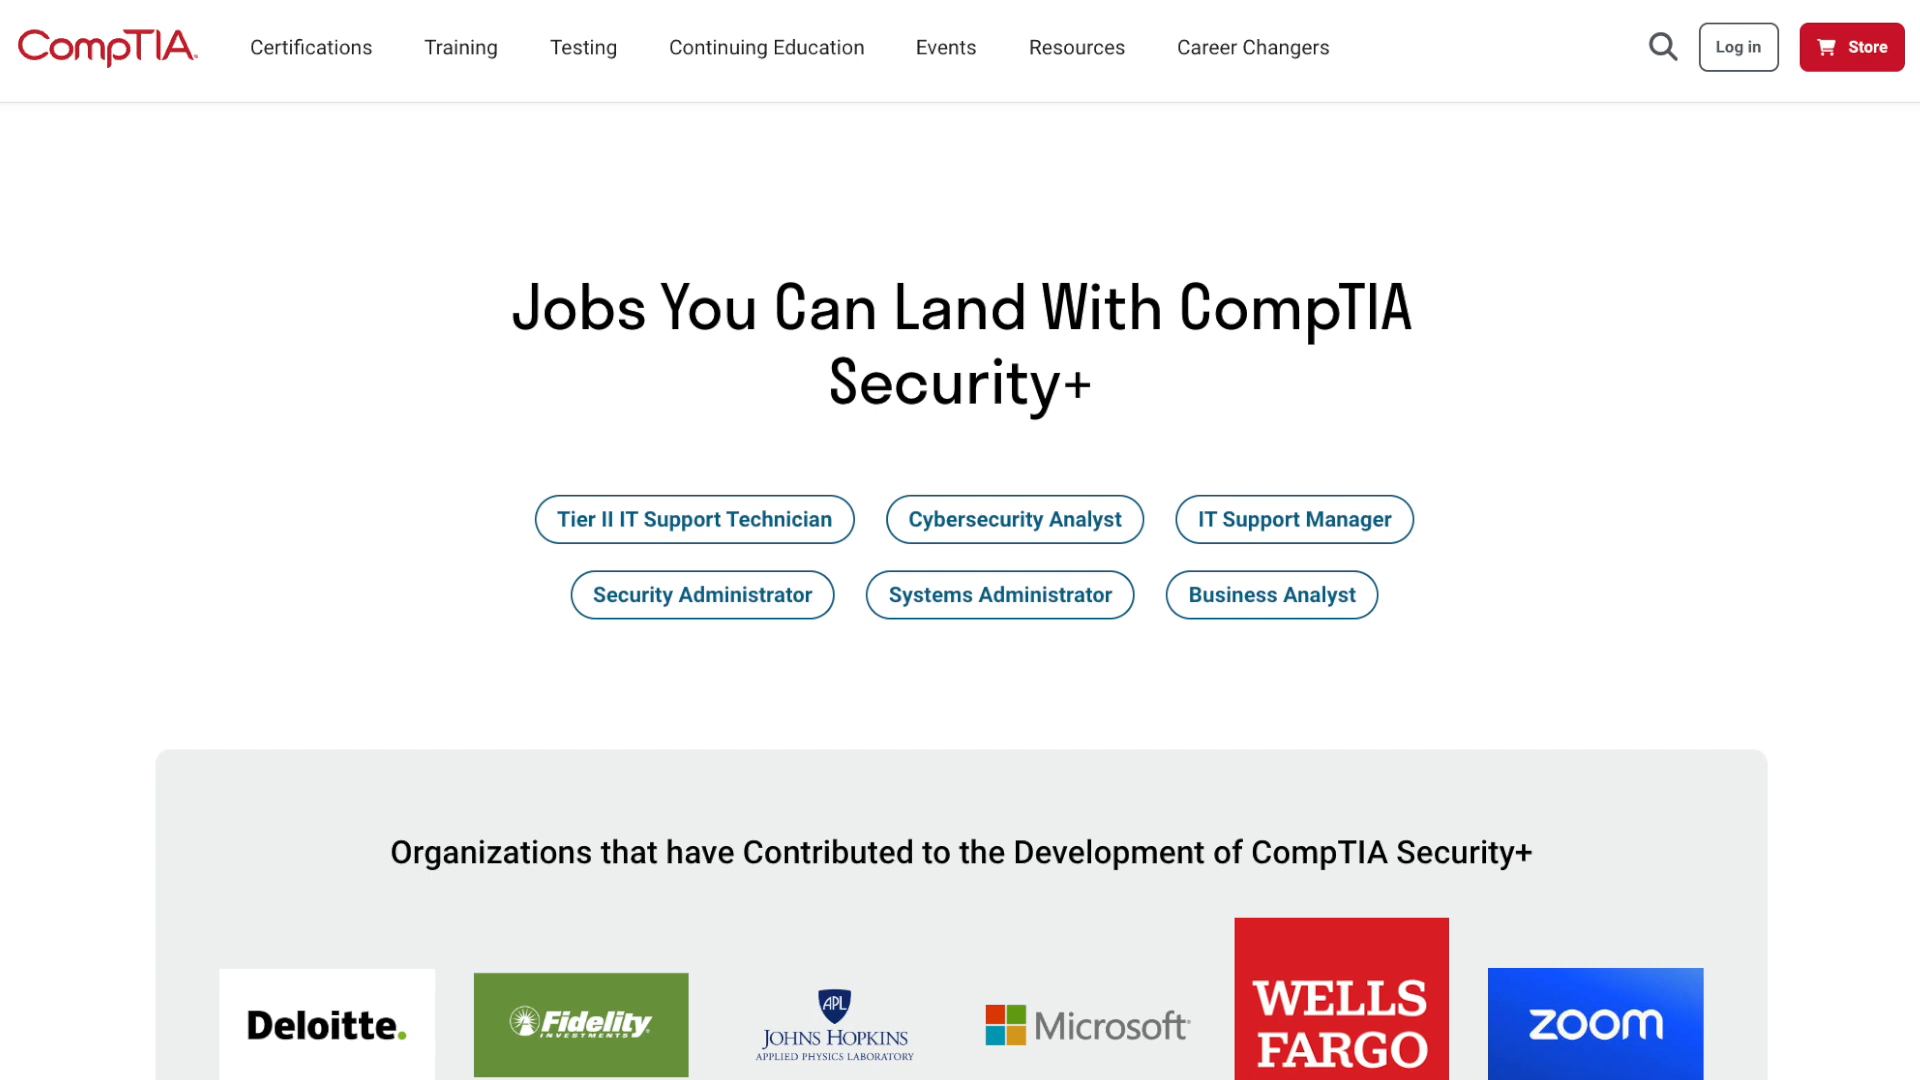 CompTIA.
Certifications
Training
Testing
Continuing Education
Events
Resources
Career Changers
Log in
Store
Jobs You Can Land With CompTIA
Security+
Tier II IT Support Technician
Cybersecurity Analyst
IT Support Manager
Security Administrator
Systems Administrator
Business Analyst
Organizations that have Contributed to the Development of CompTIA Security+
Deloitte.
Fidelity
INVESTMENTS
APL
JOHNS HOPKINS
APPLIED PHYSICS LABORATORY
Microsoft
WELLS
FARGO
zoom